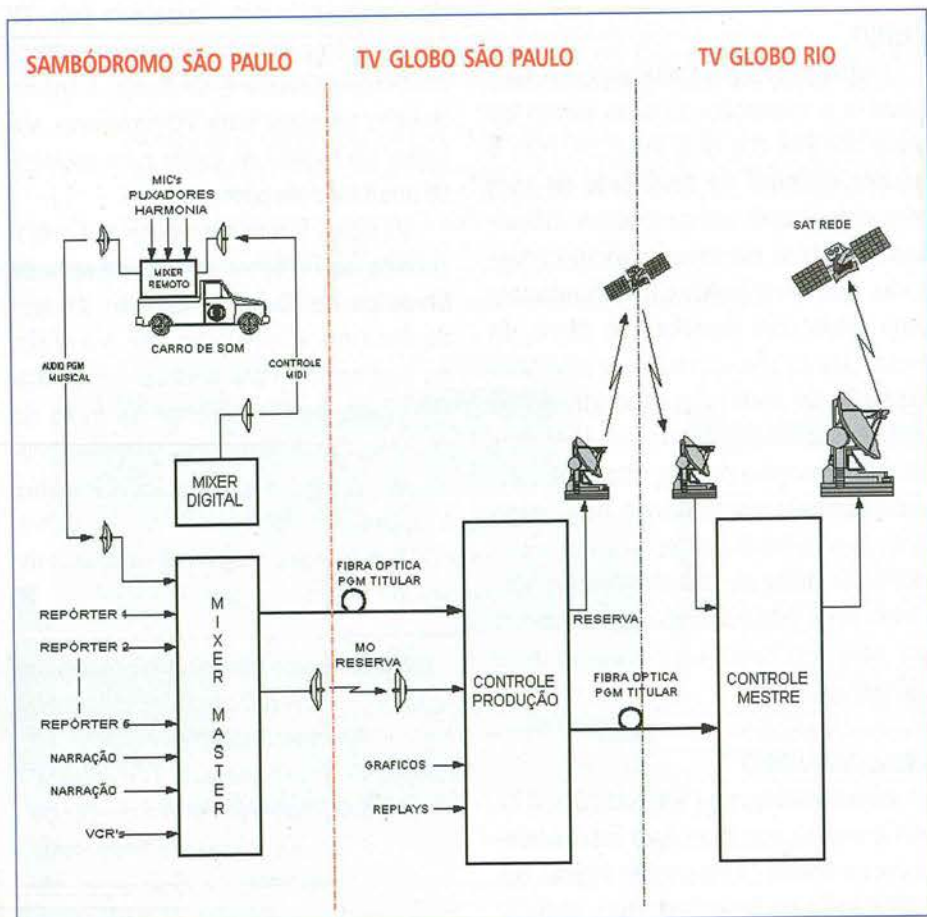 SAMBÓDROMO SÃO PAULO
TV GLOBO SÃO PAULO
TV GLOBO RIO
MIC's
PUXADORES
HARMONIA
MIXER
REMOTO
CARRO DE SOM
AUDIO PGM
MUSICAL
CONTROLE
MIDI
MIXER
DIGITAL
SAT REDE
REPÓRTER 1
REPÓRTER 2
REPÓRTER 6
NARRAÇÃO
NARRAÇÃO
VCR's
MIXER MASTER
FIBRA OPTICA
PGM TITULAR
MO
RESERVA
GRAFICOS
REPLAYS
CONTROLE
PRODUÇÃO
RESERVA
FIBRA OPTICA
PGM TITULAR
CONTROLE
MESTRE